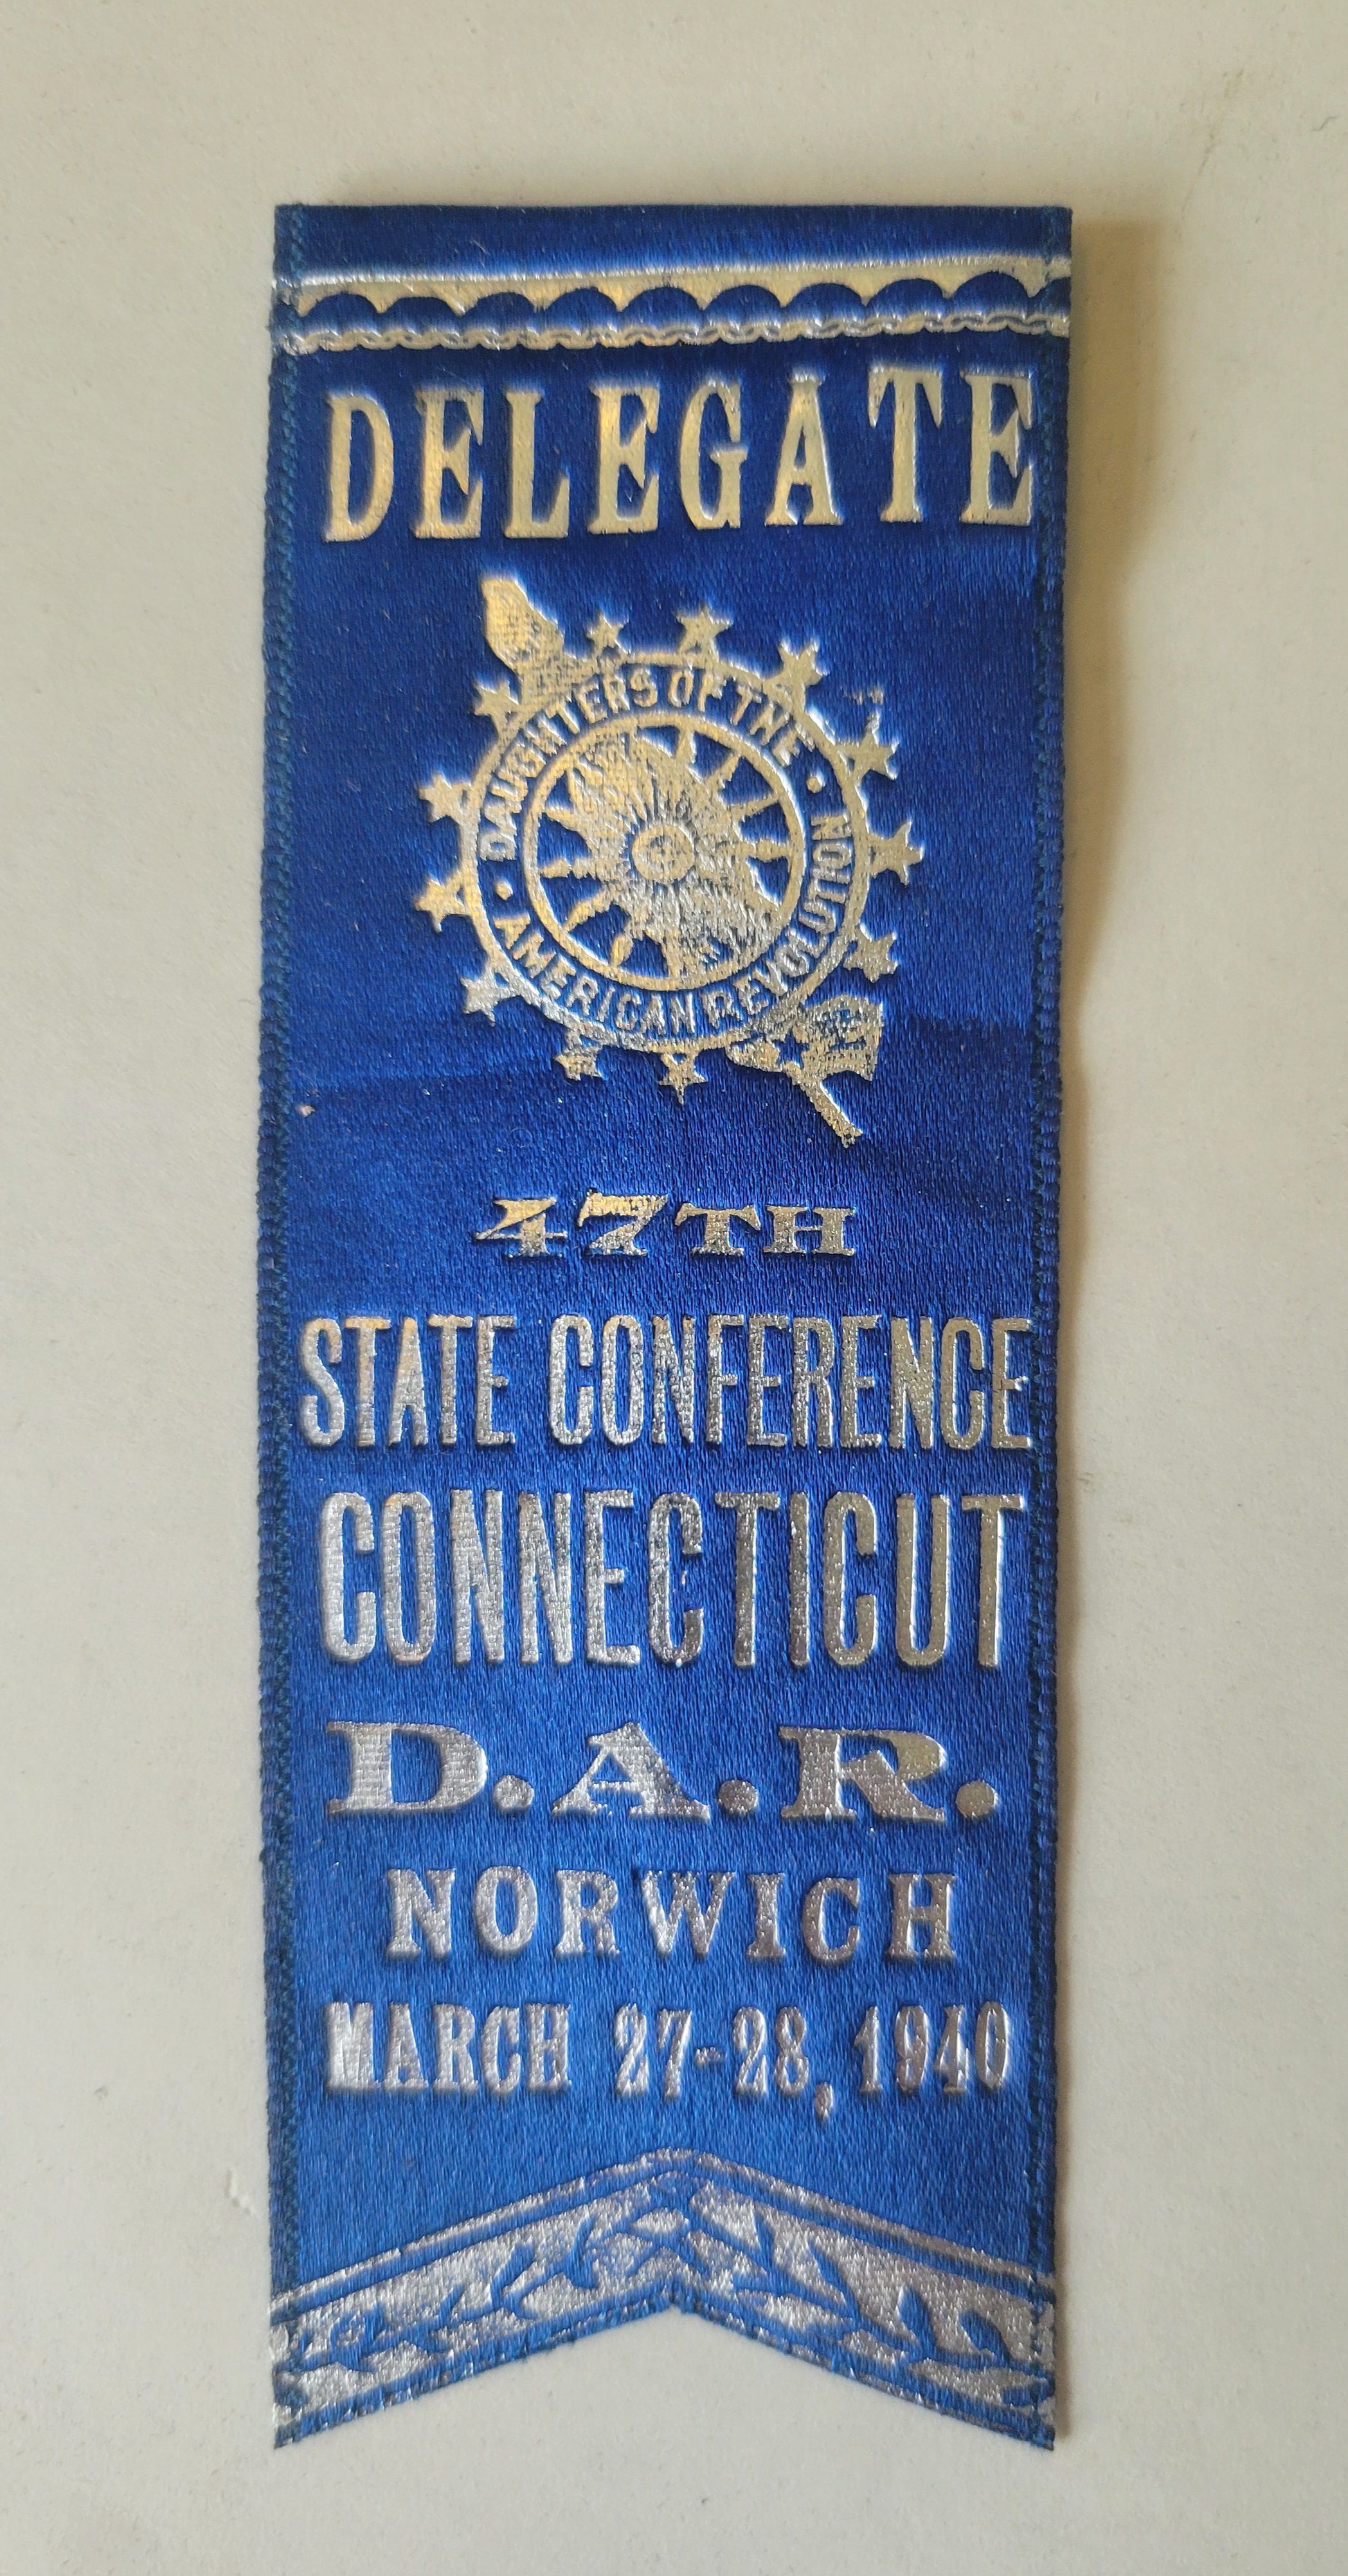 DELEGATE
DAUGHTERS OF THE
AMERICAN REVOLUTION
47TH
STATE CONFERENCE
CONNECTICUT
D.A.R.
NORWICH
MARCH 27-28, 1940